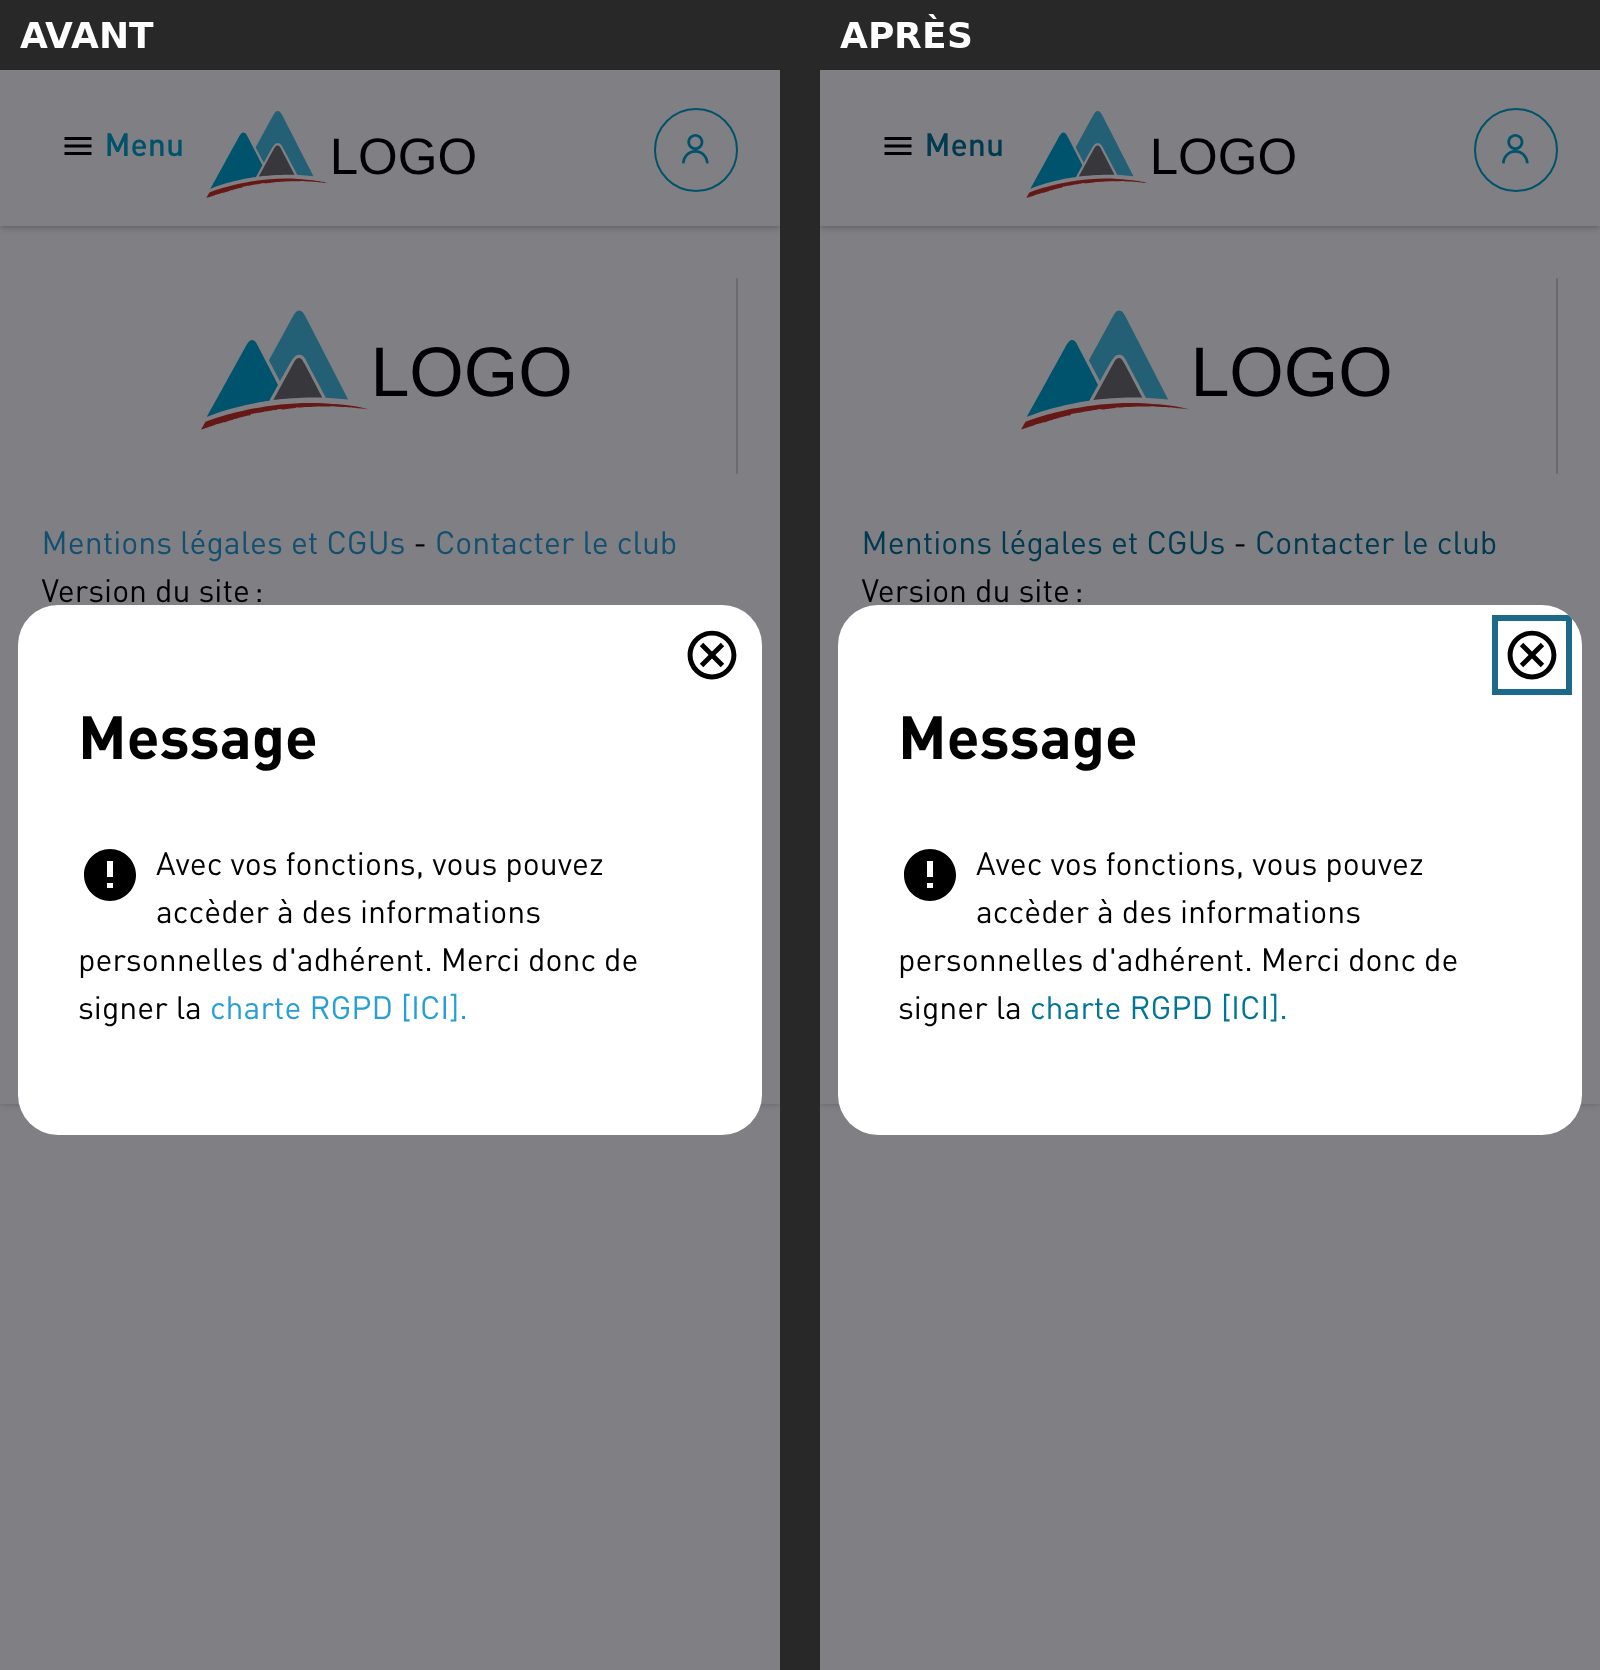 AVANT
Menu
LOGO
LOGO
Mentions légales et CGUs - Contacter le club
Version du site :
Message
! Avec vos fonctions, vous pouvez
accèder à des informations
personnelles d'adhérent. Merci donc de
signer la charte RGPD [ICI].
APRÈS
Menu
LOGO
LOGO
Mentions légales et CGUs - Contacter le club
Version du site :
Message
! Avec vos fonctions, vous pouvez
accèder à des informations
personnelles d'adhérent. Merci donc de
signer la charte RGPD [ICI].